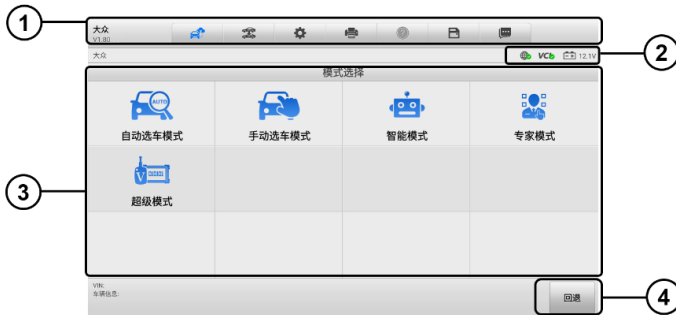 1
大众
V1.80
2
大众
VCI
12.1V
模式选择
AUTO
自动选车模式
手动选车模式
智能模式
专家模式
3
V
超级模式
VIN:
车辆信息:
回退
4